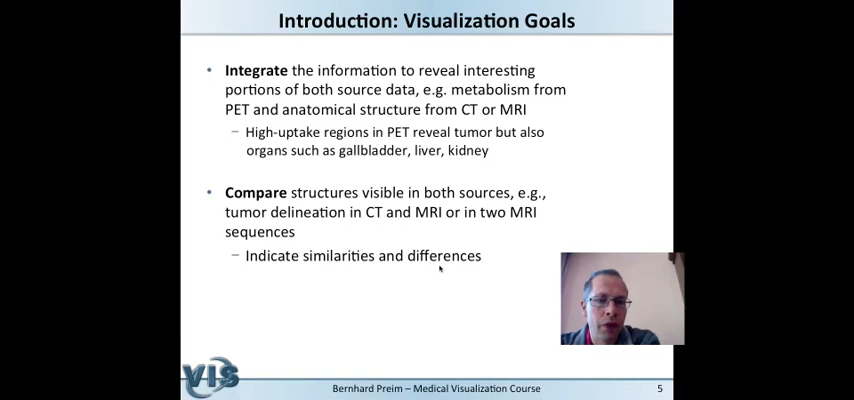 Introduction: Visualization Goals
• Integrate the information to reveal interesting
portions of both source data, e.g. metabolism from
PET and anatomical structure from CT or MRI
– High-uptake regions in PET reveal tumor but also
organs such as gallbladder, liver, kidney
• Compare structures visible in both sources, e.g.,
tumor delineation in CT and MRI or in two MRI
sequences
– Indicate similarities and differences
VIS
Bernhard Preim – Medical Visualization Course
5